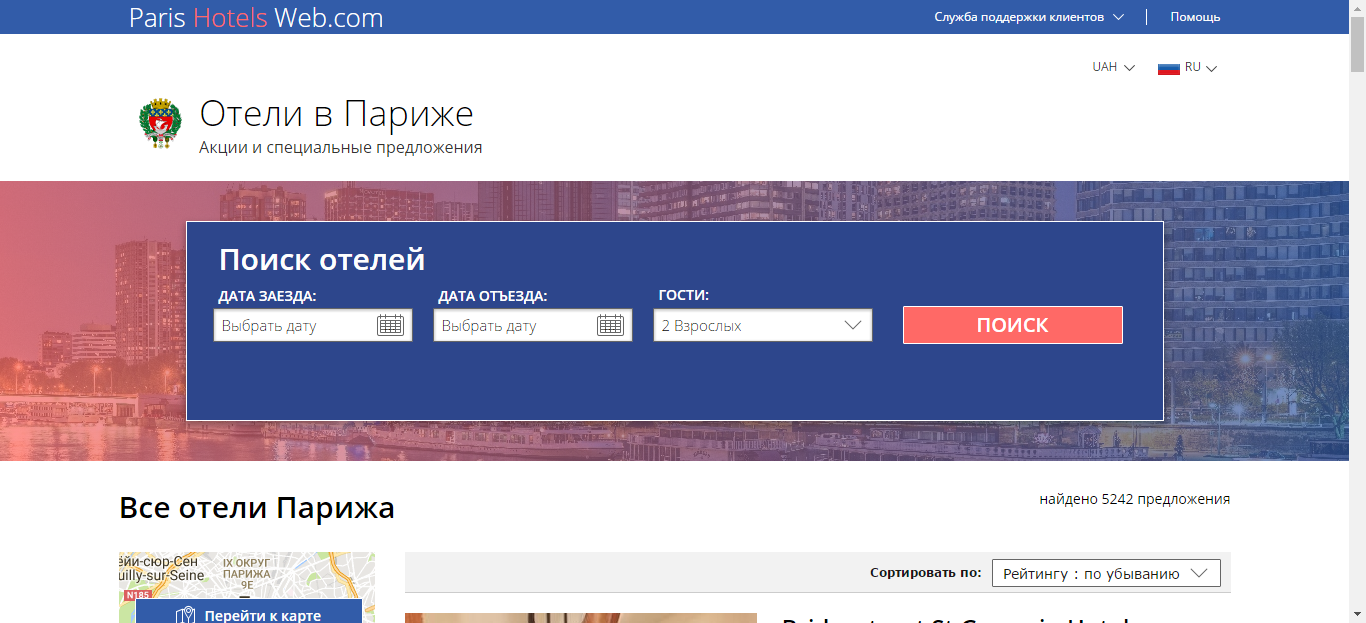 Paris Hotels Web.com
Служба поддержки клиентов
Помощь
UAH
RU
Отели в Париже
Акции и специальные предложения
Поиск отелей
ДАТА ЗАЕЗДА:
ДАТА ОТЪЕЗДА:
ГОСТИ:
Выбрать дату
Выбрать дату
2 Взрослых
ПОИСК
Все отели Парижа
найдено 5242 предложения
ёйи-сюр-Сен
uilly-sur-Seine
IX ОКРУГ
ПАРИЖА
9E
N185
Перейти к карте
Сортировать по:
Рейтингу : по убыванию